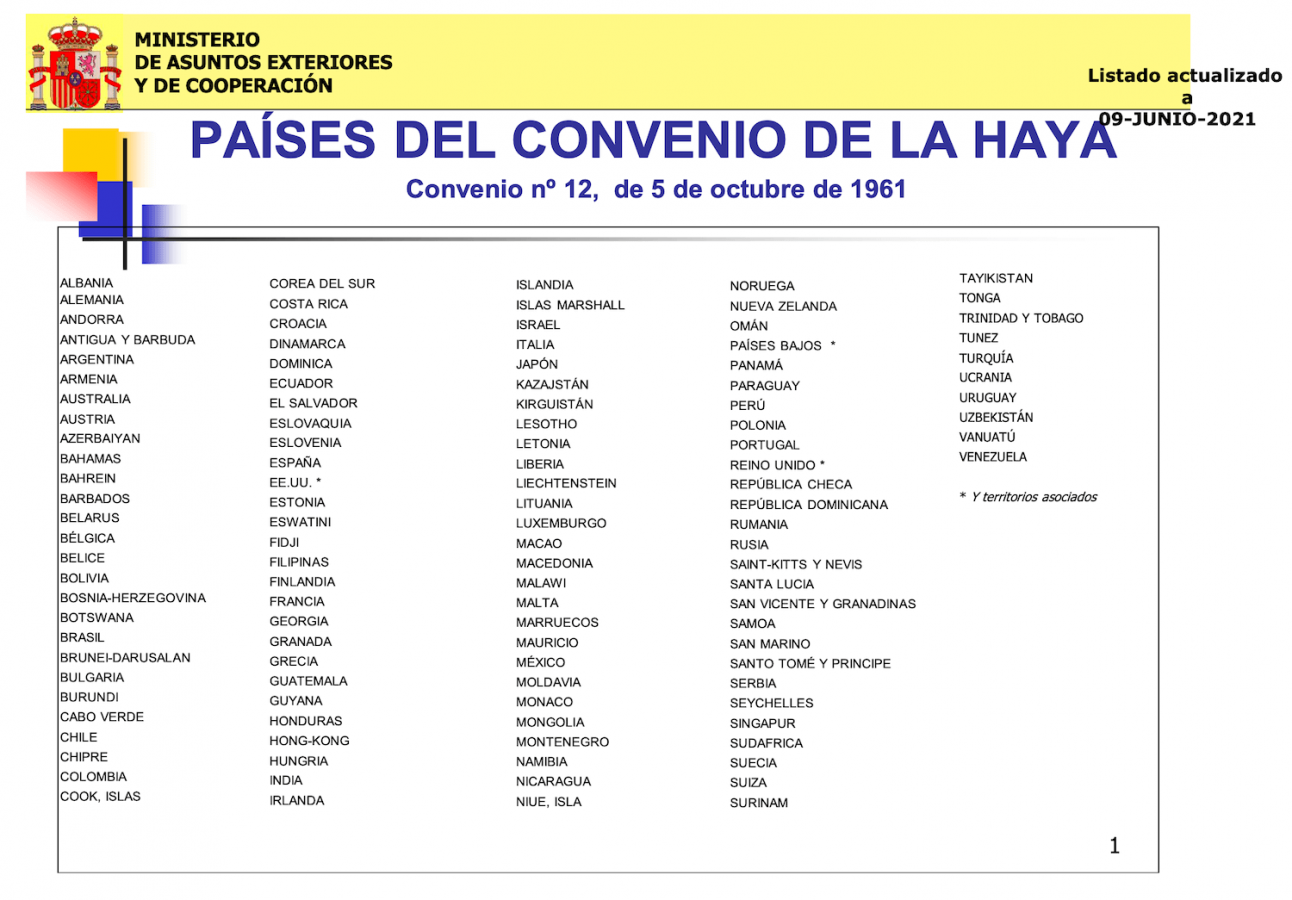 MINISTERIO
DE ASUNTOS EXTERIORES
Y DE COOPERACIÓN
Listado actualizado
a
09-JUNIO-2021
PAÍSES DEL CONVENIO DE LA HAYA
Convenio nº 12, de 5 de octubre de 1961
ALBANIA
ALEMANIA
ANDORRA
ANTIGUA Y BARBUDA
ARGENTINA
ARMENIA
AUSTRALIA
AUSTRIA
AZERBAIYAN
BAHAMAS
BAHREIN
BARBADOS
BELARUS
BÉLGICA
BELICE
BOLIVIA
BOSNIA-HERZEGOVINA
BOTSWANA
BRASIL
BRUNEI-DARUSALAN
BULGARIA
BURUNDI
CABO VERDE
CHILE
CHIPRE
COLOMBIA
COOK, ISLAS
COREA DEL SUR
COSTA RICA
CROACIA
DINAMARCA
DOMINICA
ECUADOR
EL SALVADOR
ESLOVAQUIA
ESLOVENIA
ESPAÑA
EE.UU. *
ESTONIA
ESWATINI
FIDJI
FILIPINAS
FINLANDIA
FRANCIA
GEORGIA
GRANADA
GRECIA
GUATEMALA
GUYANA
HONDURAS
HONG-KONG
HUNGRIA
INDIA
IRLANDA
ISLANDIA
ISLAS MARSHALL
ISRAEL
ITALIA
JAPÓN
KAZAJSTÁN
KIRGUISTÁN
LESOTHO
LETONIA
LIBERIA
LIECHTENSTEIN
LITUANIA
LUXEMBURGO
MACAO
MACEDONIA
MALAWI
MALTA
MARRUECOS
MAURICIO
MÉXICO
MOLDAVIA
MONACO
MONGOLIA
MONTENEGRO
NAMIBIA
NICARAGUA
NIUE, ISLA
NORUEGA
NUEVA ZELANDA
OMÁN
PAÍSES BAJOS *
PANAMÁ
PARAGUAY
PERÚ
POLONIA
PORTUGAL
REINO UNIDO *
REPÚBLICA CHECA
REPÚBLICA DOMINICANA
RUMANIA
RUSIA
SAINT-KITTS Y NEVIS
SANTA LUCIA
SAN VICENTE Y GRANADINAS
SAMOA
SAN MARINO
SANTO TOMÉ Y PRINCIPE
SERBIA
SEYCHELLES
SINGAPUR
SUDAFRICA
SUECIA
SUIZA
SURINAM
TAYIKISTAN
TONGA
TRINIDAD Y TOBAGO
TUNEZ
TURQUÍA
UCRANIA
URUGUAY
UZBEKISTÁN
VANUATÚ
VENEZUELA
* Y territorios asociados
1